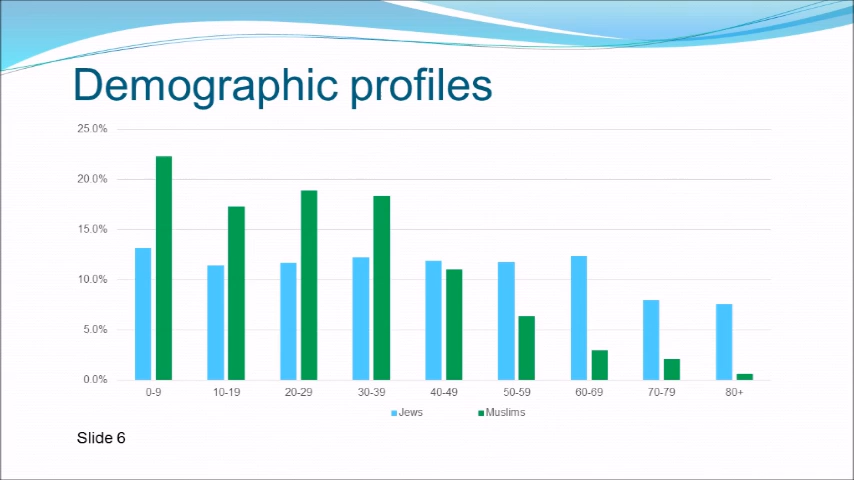 Demographic profiles
25.0%
20.0%
15.0%
10.0%
5.0%
0.0%
0-9 10-19 20-29 30-39 40-49 50-59 60-69 70-79 80+
Jews Muslims
Slide 6